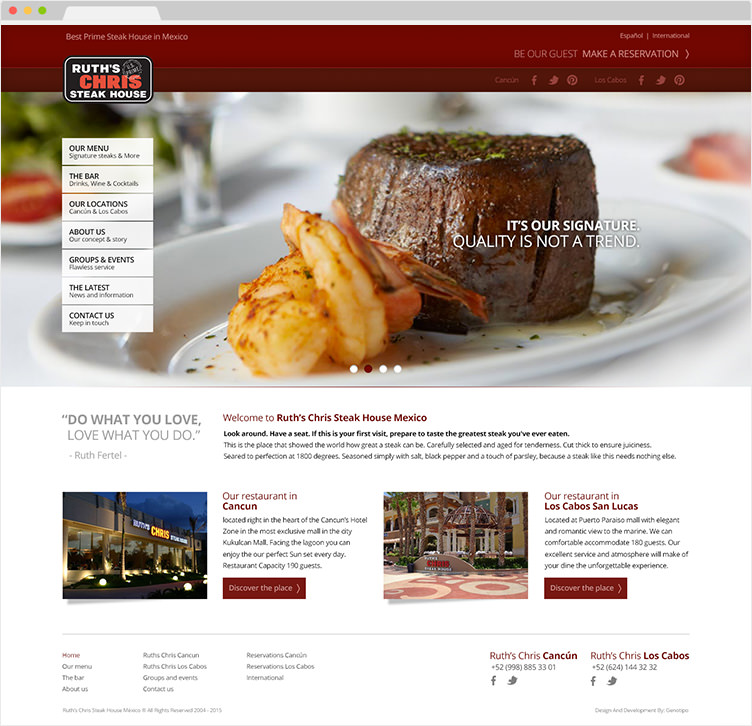 Best Prime Steak House in Mexico
Español | International
BE OUR GUEST MAKE A RESERVATION
Cancún
Los Cabos
RUTH'S
CHRIS
STEAK HOUSE
OUR MENU
Signature steaks & More
THE BAR
Drinks, Wine & Cocktails
OUR LOCATIONS
Cancún & Los Cabos
ABOUT US
Our concept & story
GROUPS & EVENTS
Flawless service
THE LATEST
News and information
CONTACT US
Keep in touch
IT'S OUR SIGNATURE.
QUALITY IS NOT A TREND.
“DO WHAT YOU LOVE,
LOVE WHAT YOU DO.”
- Ruth Fertel -
Welcome to Ruth's Chris Steak House Mexico
Look around. Have a seat. If this is your first visit, prepare to taste the greatest steak you've ever eaten.
This is the place that showed the world how great a steak can be. Carefully selected and aged for tenderness. Cut thick to ensure juiciness.
Seared to perfection at 1800 degrees. Seasoned simply with salt, black pepper and a touch of parsley, because a steak like this needs nothing else.
RUTH'S CHRIS STEAK HOUSE
Our restaurant in
Cancun
located right in the heart of the Cancun's Hotel
Zone in the most exclusive mall in the city
Kukulcan Mall. Facing the lagoon you can
enjoy the our perfect Sun set every day.
Restaurant Capacity 190 guests.
Discover the place
Our restaurant in
Los Cabos San Lucas
Located at Puerto Paraiso mall with elegant
and romantic view to the marine. We can
comfortable accommodate 180 guests. Our
excellent service and atmosphere will make of
your dine the unforgettable experience.
Discover the place
Home
Our menu
The bar
About us
Ruths Chris Cancun
Ruths Chris Los Cabos
Groups and events
Contact us
Reservations Cancún
Reservations Los Cabos
International
Ruth's Chris Cancún
+52 (998) 885 33 01
Ruth's Chris Los Cabos
+52 (624) 144 32 32
Ruth's Chris Steak House Mexico © All Rights Reserved 2004 - 2015
Design And Development By: Genotipo